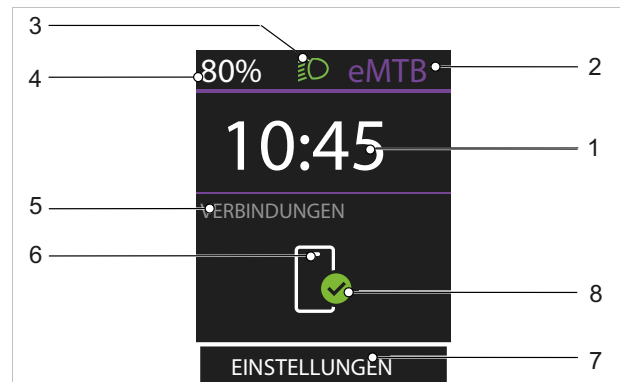 3
4 80% eMTB 2
10:45 1
5 VERBINDUNGEN
6
8
EINSTELLUNGEN 7